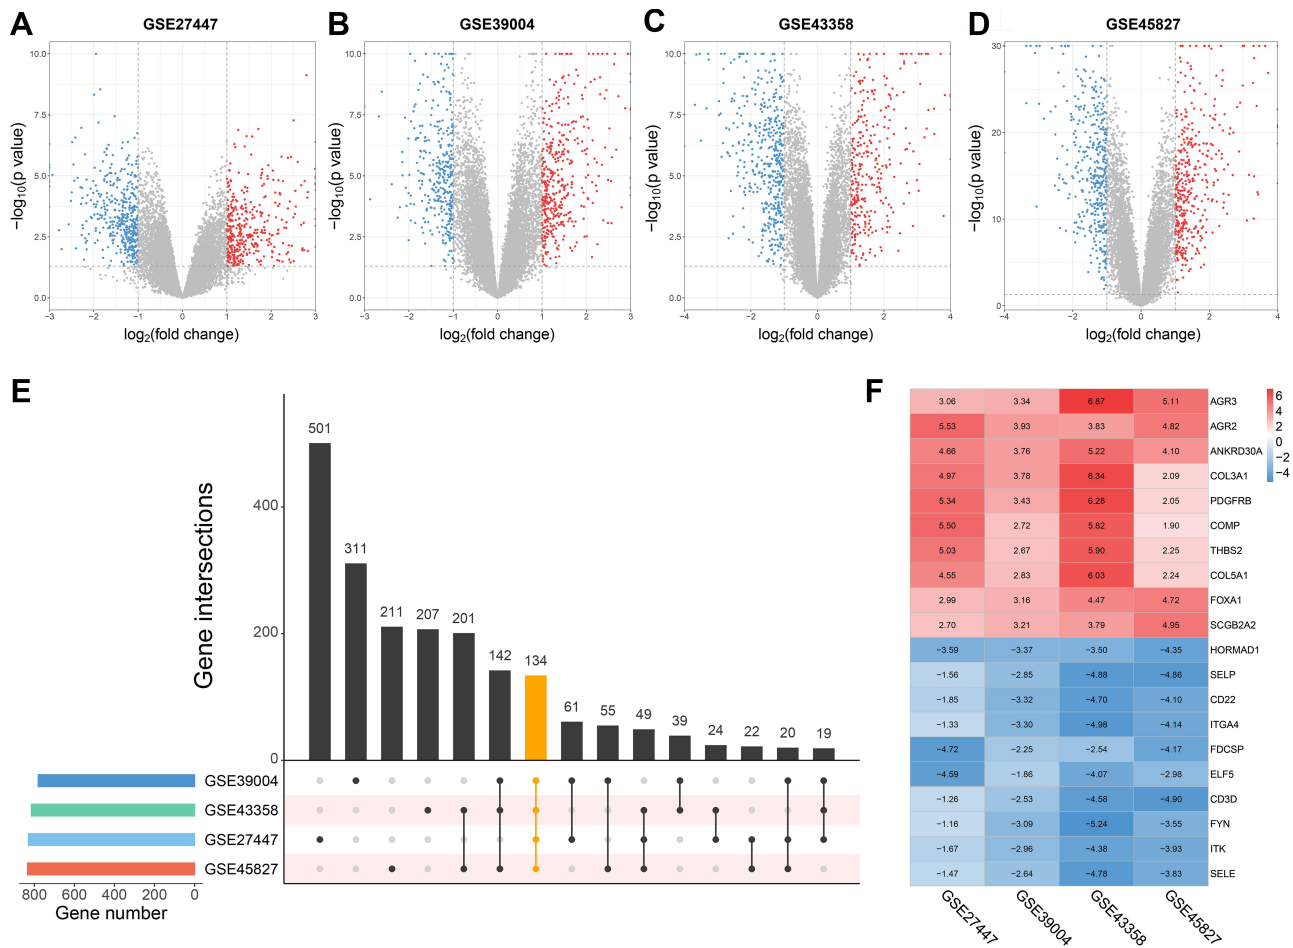 A GSE27447 B GSE39004 C GSE43358 D GSE45827
−log10(p value)
10.0
7.5
5.0
2.5
0.0
−3 −2 −1 0 1 2 3
log2(fold change)
−log10(p value)
10.0
7.5
5.0
2.5
0.0
−3 −2 −1 0 1 2 3
log2(fold change)
−log10(p value)
10.0
7.5
5.0
2.5
0.0
−4 −2 0 2 4
log2(fold change)
−log10(p value)
30
20
10
0
−4 −2 0 2 4
log2(fold change)
E
Gene intersections
400
200
0
501 311 211 207 201 142 134 61 55 49 39 24 22 20 19
GSE39004
GSE43358
GSE27447
GSE45827
800 600 400 200 0
Gene number
F
3.06 3.34 6.87 5.11 AGR3
5.53 3.93 3.83 4.82 AGR2
4.66 3.76 5.22 4.10 ANKRD30A
4.97 3.78 6.34 2.09 COL3A1
5.34 3.43 6.28 2.05 PDGFRB
5.50 2.72 5.82 1.90 COMP
5.03 2.67 5.90 2.25 THBS2
4.55 2.83 6.03 2.24 COL5A1
2.99 3.16 4.47 4.72 FOXA1
2.70 3.21 3.79 4.95 SCGB2A2
−3.59 −3.37 −3.50 −4.35 HORMAD1
−1.56 −2.85 −4.88 −4.86 SELP
−1.85 −3.32 −4.70 −4.10 CD22
−1.33 −3.30 −4.98 −4.14 ITGA4
−4.72 −2.25 −2.54 −4.17 FDCSP
−4.59 −1.86 −4.07 −2.98 ELF5
−1.26 −2.53 −4.58 −4.90 CD3D
−1.16 −3.09 −5.24 −3.55 FYN
−1.67 −2.96 −4.38 −3.93 ITK
−1.47 −2.64 −4.78 −3.83 SELE
GSE27447 GSE39004 GSE43358 GSE45827
6
4
2
0
−2
−4